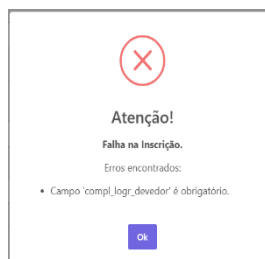 Atenção!
Falha na Inscrição.
Erros encontrados:
• Campo 'compl_logr_devedor' é obrigatório.
Ok